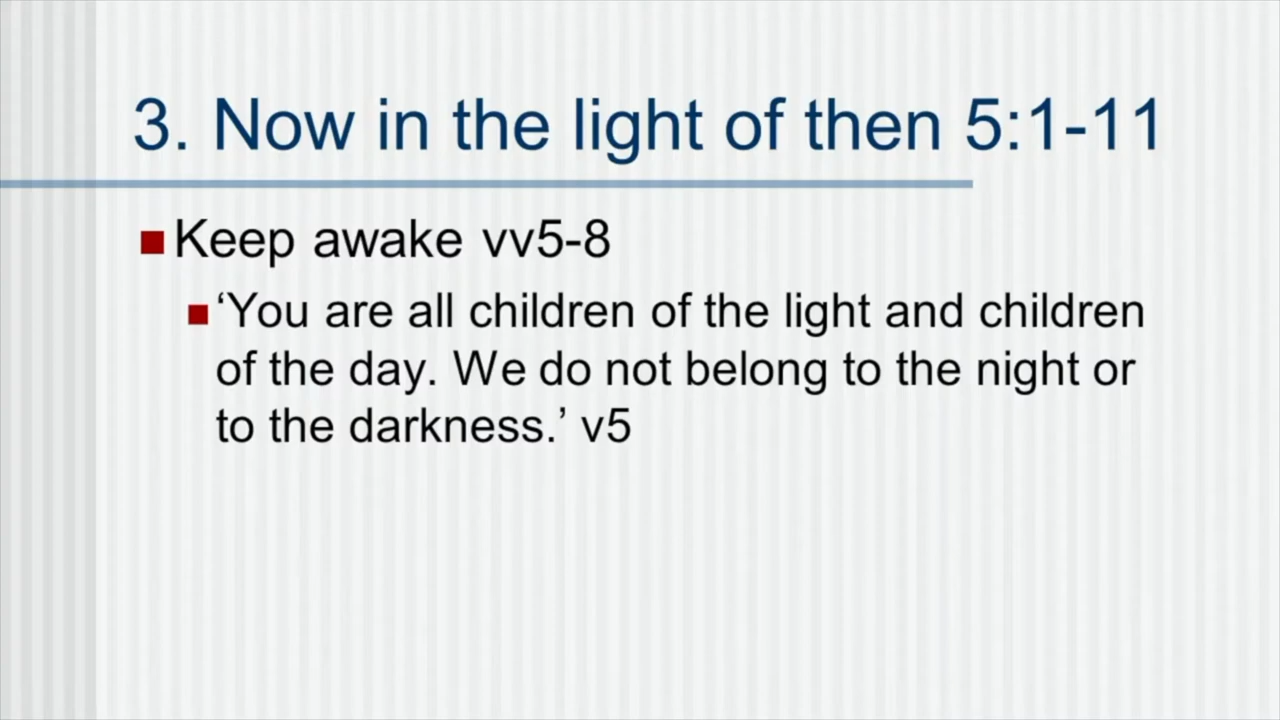 3. Now in the light of then 5:1-11
Keep awake vv5-8
‘You are all children of the light and children
of the day. We do not belong to the night or
to the darkness.’ v5